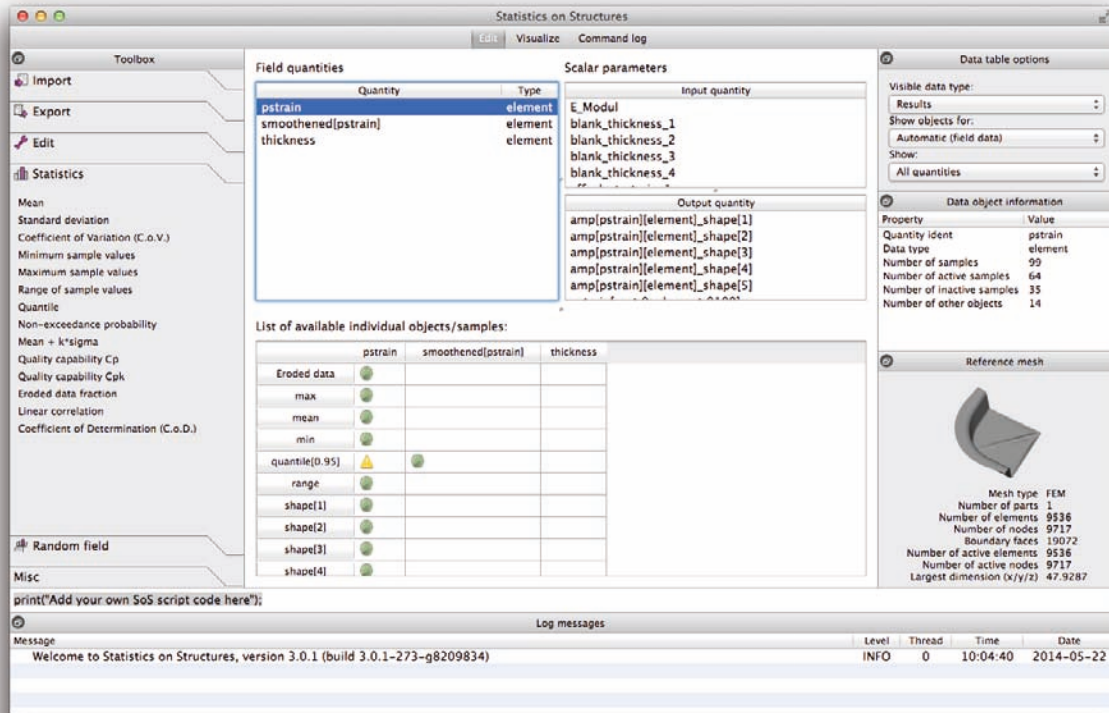 Statistics on Structures
Edit Visualize Command log
Toolbox
Import
Export
Edit
Statistics
Mean
Standard deviation
Coefficient of Variation (C.o.V.)
Minimum sample values
Maximum sample values
Range of sample values
Quantile
Non-exceedance probability
Mean + k*sigma
Quality capability Cp
Quality capability Cpk
Eroded data fraction
Linear correlation
Coefficient of Determination (C.o.D.)
Random field
Misc
Field quantities
Quantity Type
pstrain element
smoothened[pstrain] element
thickness element
Scalar parameters
Input quantity
E_Modul
blank_thickness_1
blank_thickness_2
blank_thickness_3
blank_thickness_4
Output quantity
amp[pstrain][element]_shape[1]
amp[pstrain][element]_shape[2]
amp[pstrain][element]_shape[3]
amp[pstrain][element]_shape[4]
amp[pstrain][element]_shape[5]
List of available individual objects/samples:
pstrain smoothened[pstrain] thickness
Eroded data
max
mean
min
quantile[0.95]
range
shape[1]
shape[2]
shape[3]
shape[4]
Data table options
Visible data type:
Results
Show objects for:
Automatic (field data)
Show:
All quantities
Data object information
Property Value
Quantity ident pstrain
Data type element
Number of samples 99
Number of active samples 64
Number of inactive samples 35
Number of other objects 14
Reference mesh
Mesh type FEM
Number of parts 1
Number of elements 9536
Number of nodes 9717
Boundary faces 19072
Number of active elements 9536
Number of active nodes 9717
Largest dimension (x/y/z) 47.9287
print("Add your own SoS script code here");
Log messages
Message Level Thread Time Date
Welcome to Statistics on Structures, version 3.0.1 (build 3.0.1-273-g8209834) INFO 0 10:04:40 2014-05-22